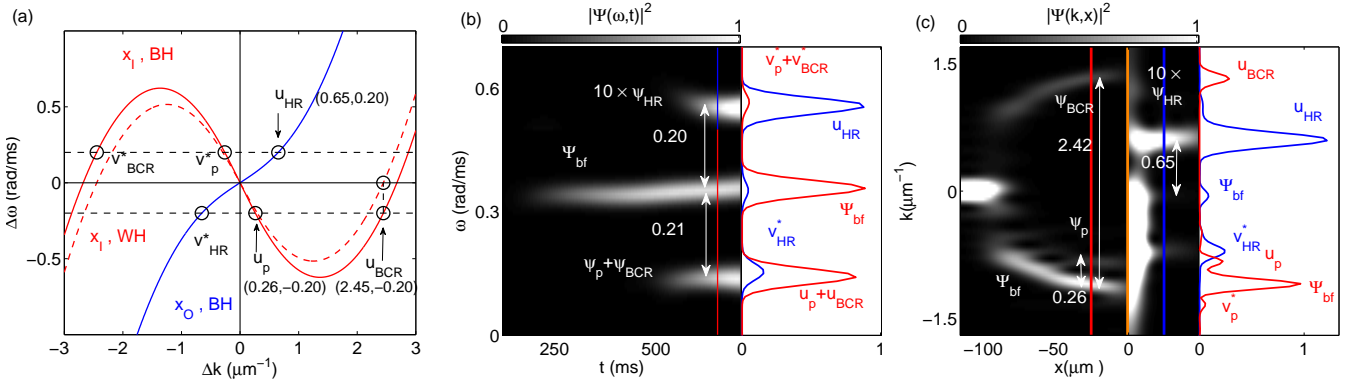 (a)
x_I , BH
u_HR
(0.65,0.20)
v*_BCR
v*_p
x_I , WH
v*_HR
u_p
u_BCR
(0.26,−0.20)
(2.45,−0.20)
x_O , BH
0.5
0
−0.5
−3
−2
−1
0
1
2
3
Δω (rad/ms)
Δk (μm⁻¹)
(b)
|Ψ(ω,t)|²
0
1
v*_p+v*_BCR
10 × ψ_HR
u_HR
0.20
Ψ_bf
Ψ_bf
0.21
v*_HR
ψ_p+ψ_BCR
u_p+u_BCR
0.6
0.3
0
ω (rad/ms)
250
500
0
1
t (ms)
(c)
|Ψ(k,x)|²
0
1
10×
ψ_HR
u_BCR
ψ_BCR
u_HR
2.42
0.65
Ψ_bf
ψ_p
v*_HR
u_p
0.26
Ψ_bf
Ψ_bf
v*_p
1.5
0
−1.5
k(μm⁻¹)
−100
−50
0
0
1
x(μm )